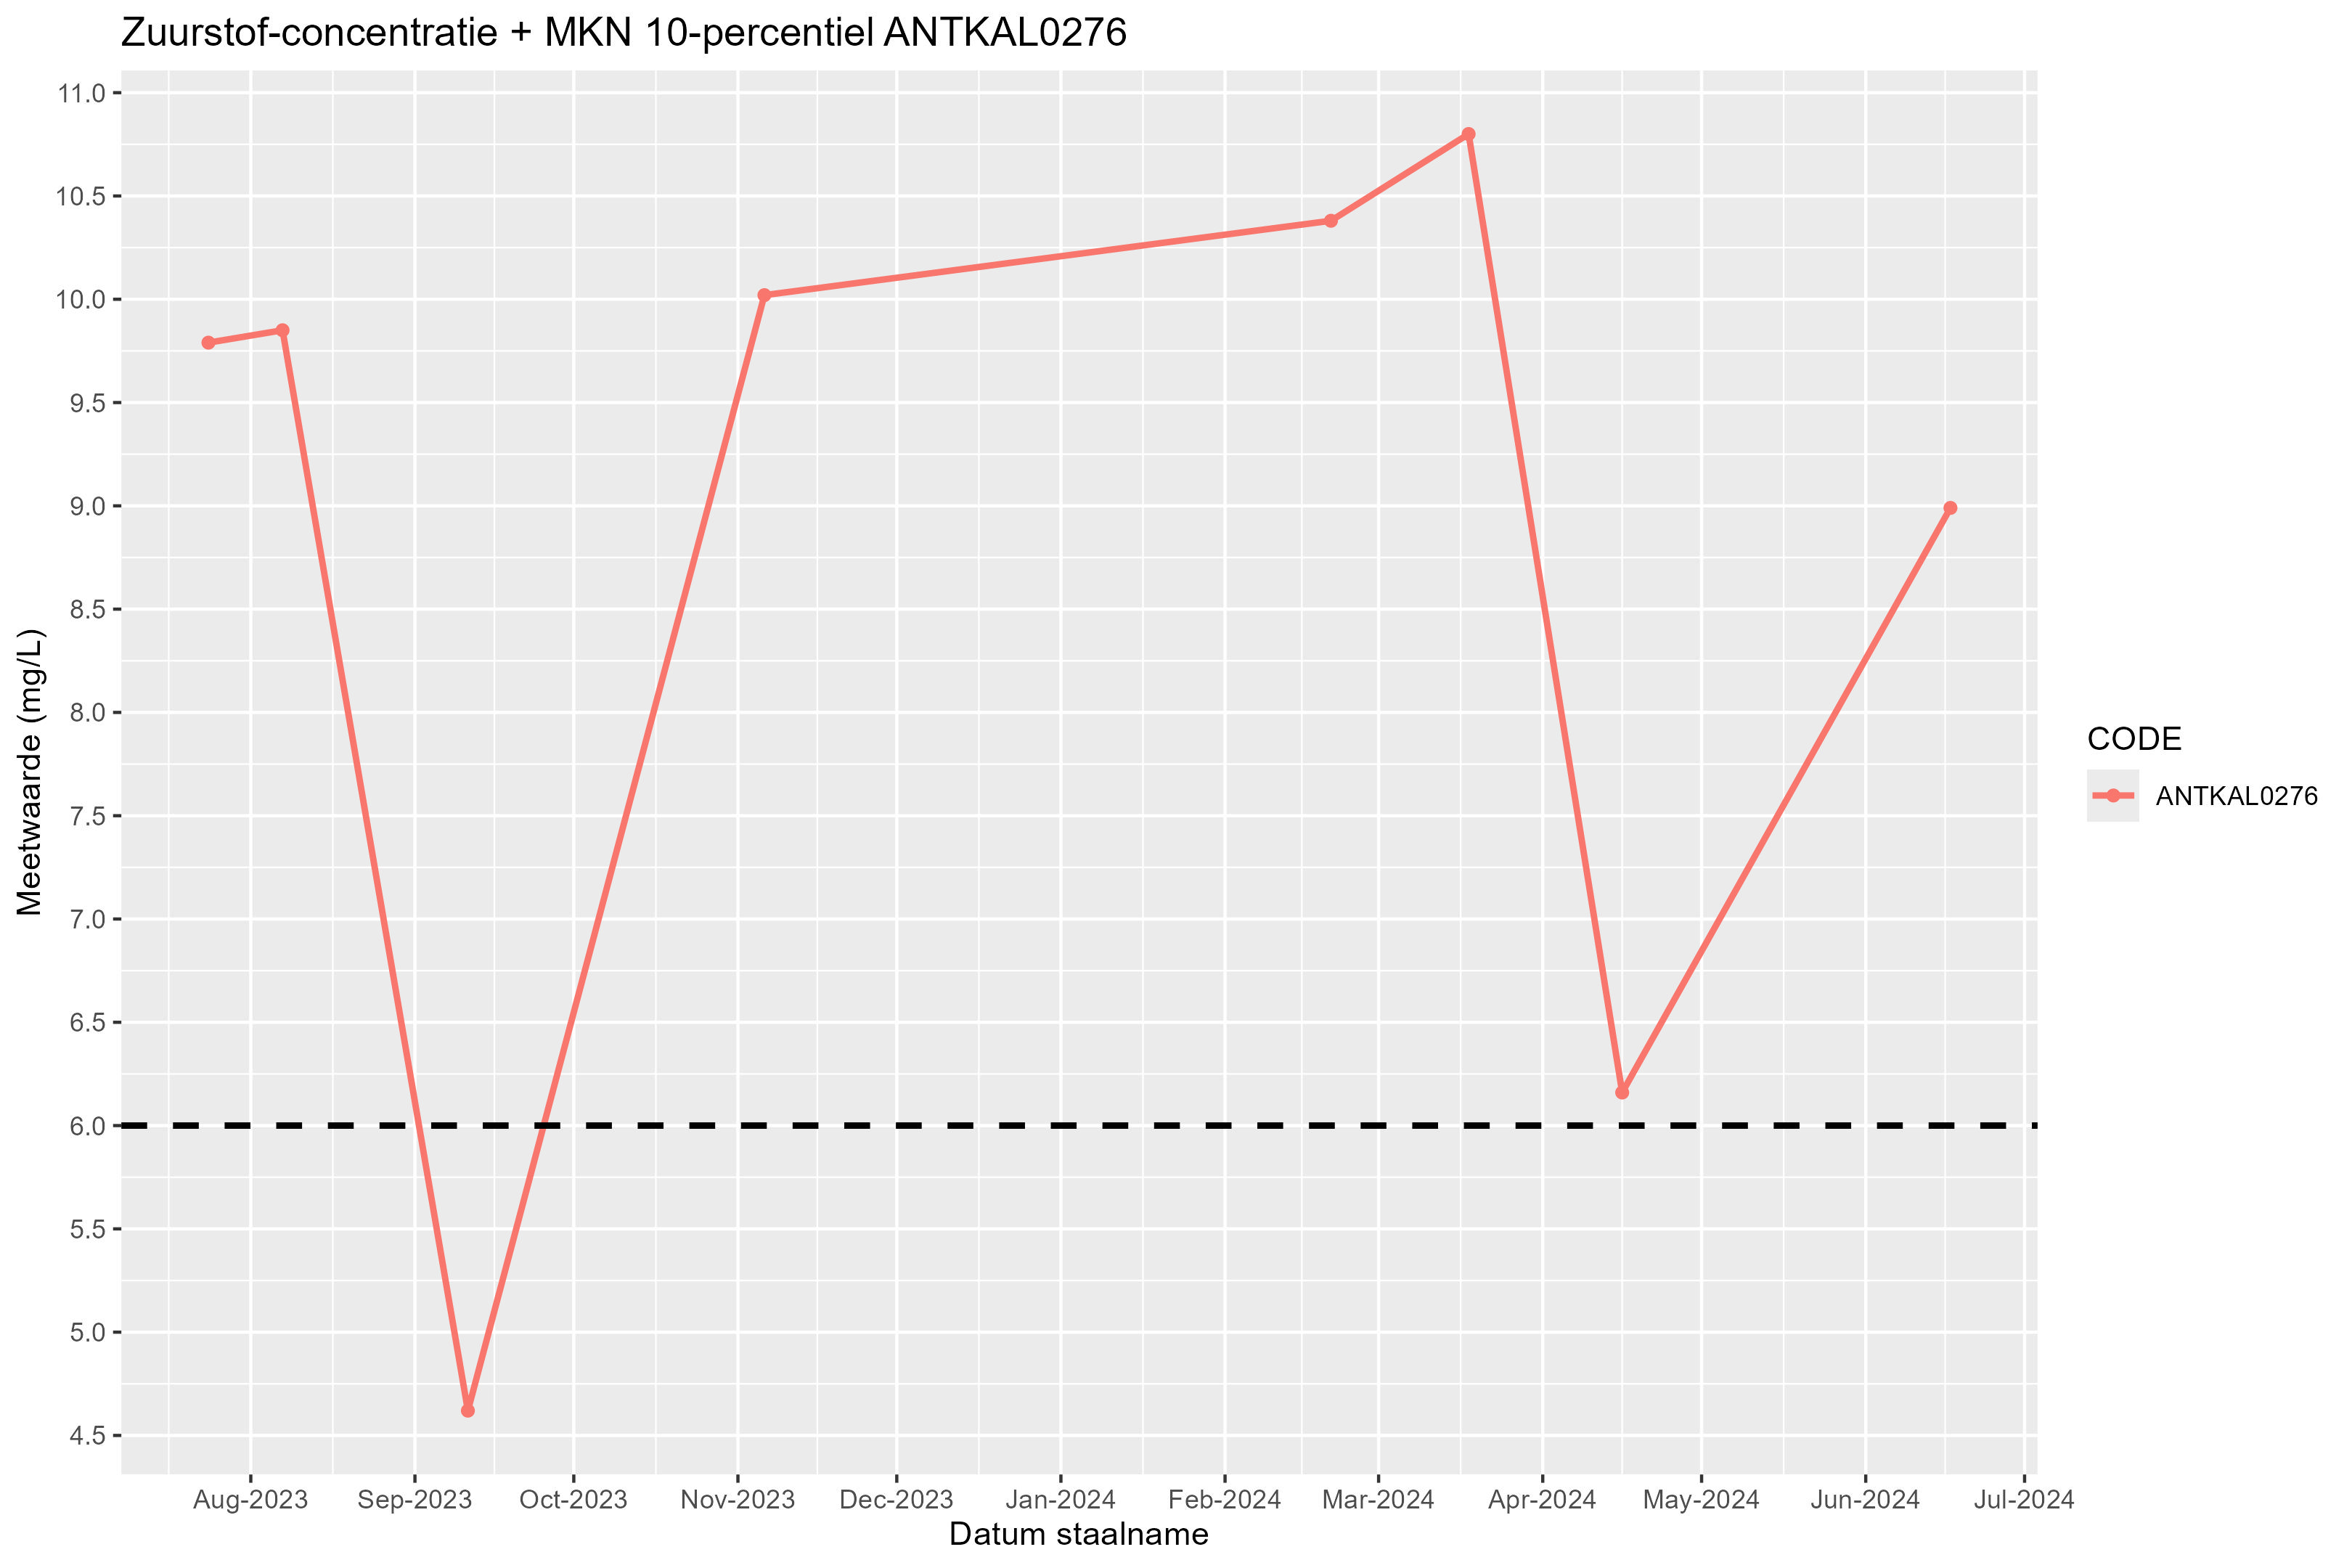 Zuurstof-concentratie + MKN 10-percentiel ANTKAL0276
11.0
10.5
10.0
9.5
9.0
8.5
8.0
7.5
7.0
6.5
6.0
5.5
5.0
4.5
Meetwaarde (mg/L)
Aug-2023 Sep-2023 Oct-2023 Nov-2023 Dec-2023 Jan-2024 Feb-2024 Mar-2024 Apr-2024 May-2024 Jun-2024 Jul-2024
Datum staalname
CODE
ANTKAL0276